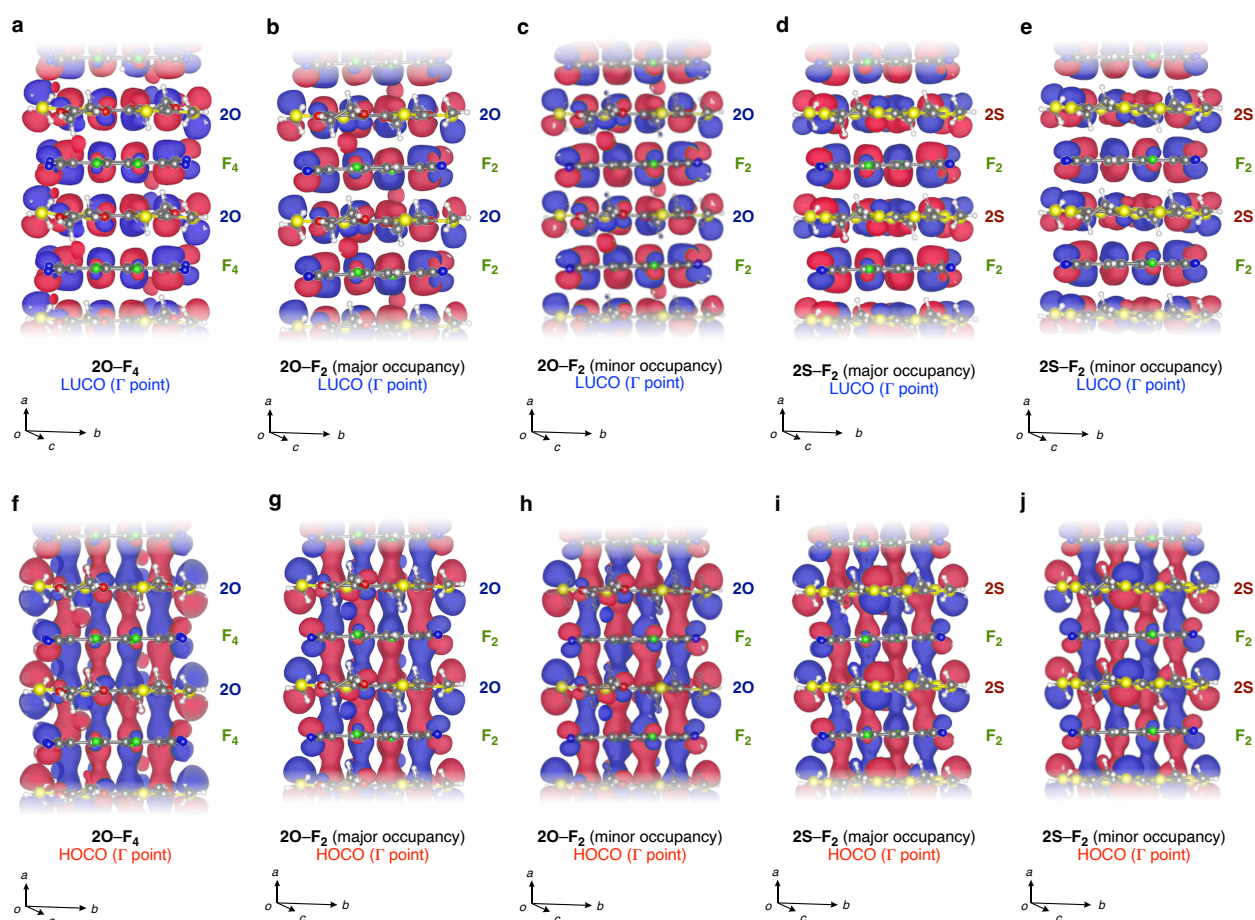 a
b
c
d
e
2O
F4
2O
F4
2O
F2
2O
F2
2O
F2
2O
F2
2S
F2
2S
F2
2S
F2
2S
F2
2O–F4
LUCO (Γ point)
2O–F2 (major occupancy)
LUCO (Γ point)
2O–F2 (minor occupancy)
LUCO (Γ point)
2S–F2 (major occupancy)
LUCO (Γ point)
2S–F2 (minor occupancy)
LUCO (Γ point)
a
o
c
b
a
o
c
b
a
o
c
b
a
o
c
b
a
o
c
b
f
g
h
i
j
2O
F4
2O
F4
2O
F2
2O
F2
2O
F2
2O
F2
2S
F2
2S
F2
2S
F2
2S
F2
2O–F4
HOCO (Γ point)
2O–F2 (major occupancy)
HOCO (Γ point)
2O–F2 (minor occupancy)
HOCO (Γ point)
2S–F2 (major occupancy)
HOCO (Γ point)
2S–F2 (minor occupancy)
HOCO (Γ point)
a
o
b
a
o
c
b
a
o
c
b
a
o
c
b
a
o
c
b